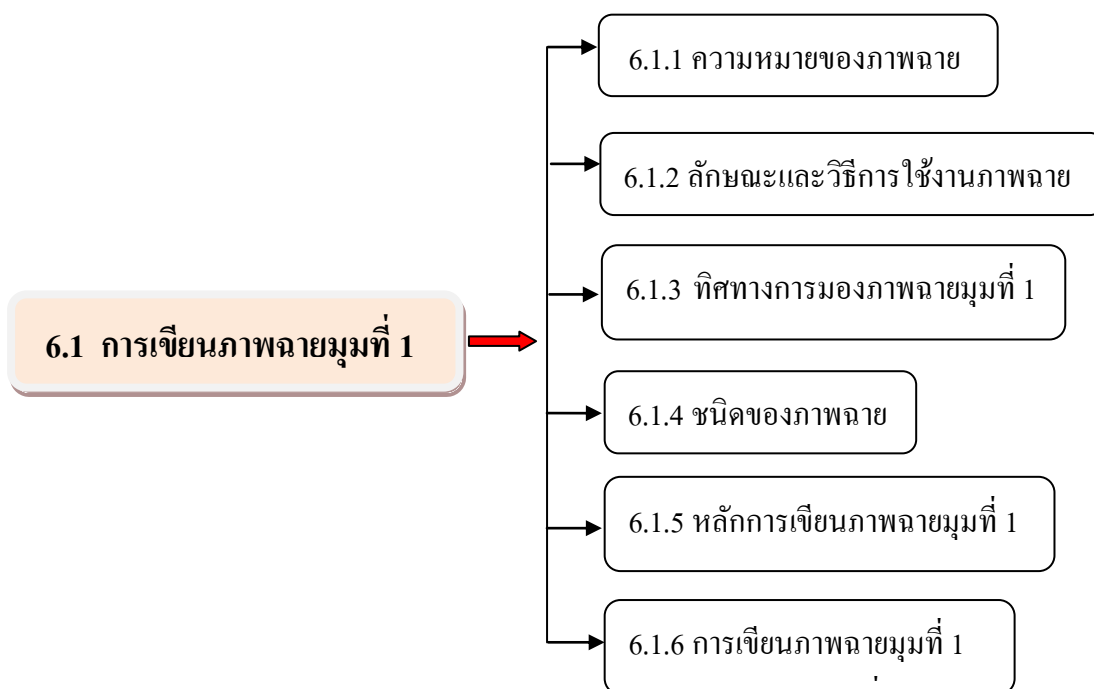 6.1.1 ความหมายของภาพฉาย
6.1.2 ลักษณะและวิธีการใช้งานภาพฉาย
6.1.3 ทิศทางการมองภาพฉายมุมที่ 1
6.1 การเขียนภาพฉายมุมที่ 1
6.1.4 ชนิดของภาพฉาย
6.1.5 หลักการเขียนภาพฉายมุมที่ 1
6.1.6 การเขียนภาพฉายมุมที่ 1